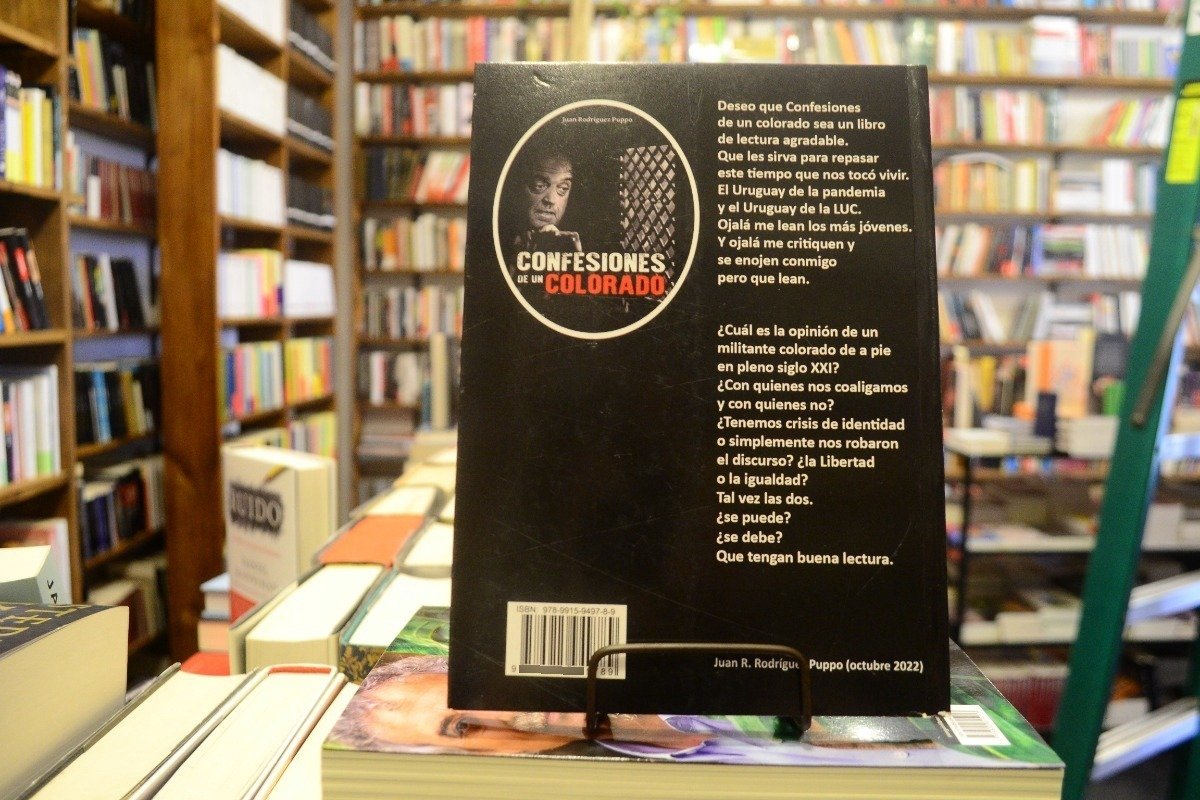 Juan Rodríguez Puppo
CONFESIONES
DE UN COLORADO
Deseo que Confesiones
de un colorado sea un libro
de lectura agradable.
Que les sirva para repasar
este tiempo que nos tocó vivir.
El Uruguay de la pandemia
y el Uruguay de la LUC.
Ojalá me lean los más jóvenes.
Y ojalá me critiquen y
se enojen conmigo
pero que lean.
¿Cuál es la opinión de un
militante colorado de a pie
en pleno siglo XXI?
¿Con quienes nos coaligamos
y con quienes no?
¿Tenemos crisis de identidad
o simplemente nos robaron
el discurso? ¿la Libertad
o la igualdad?
Tal vez las dos.
¿se puede?
¿se debe?
Que tengan buena lectura.
ISBN: 978-9915-9497-8-9
Juan R. Rodríguez Puppo (octubre 2022)